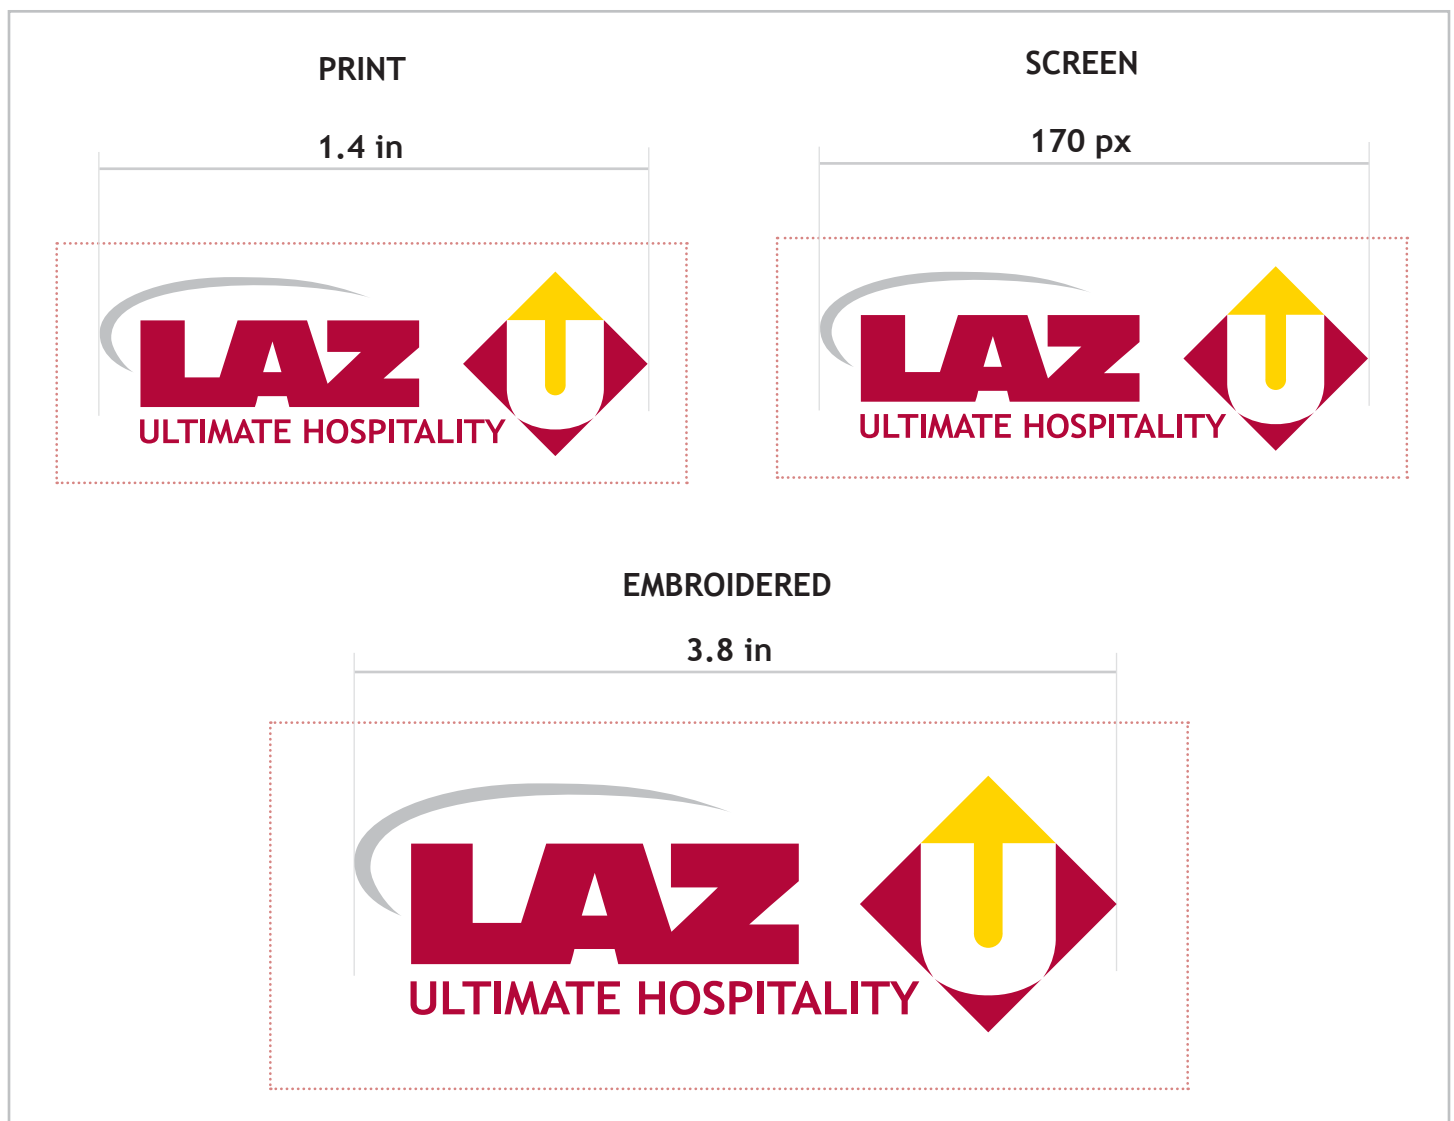 PRINT
1.4 in
LAZ U
ULTIMATE HOSPITALITY
SCREEN
170 px
LAZ U
ULTIMATE HOSPITALITY
EMBROIDERED
3.8 in
LAZ U
ULTIMATE HOSPITALITY